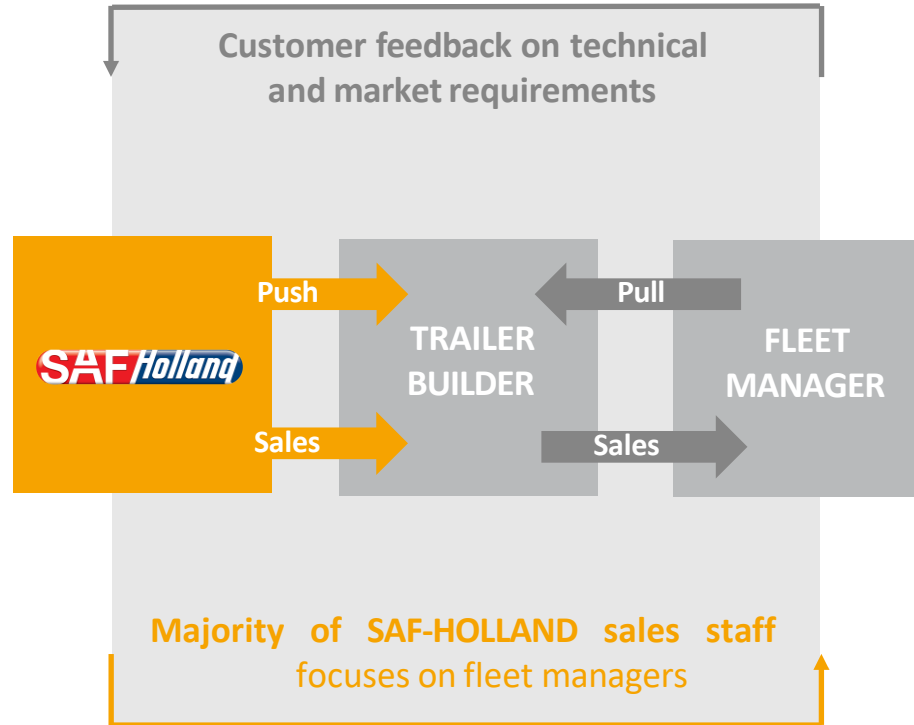 Customer feedback on technical
and market requirements
Push
Pull
SAF Holland
TRAILER
BUILDER
FLEET
MANAGER
Sales
Sales
Majority of SAF-HOLLAND sales staff
focuses on fleet managers